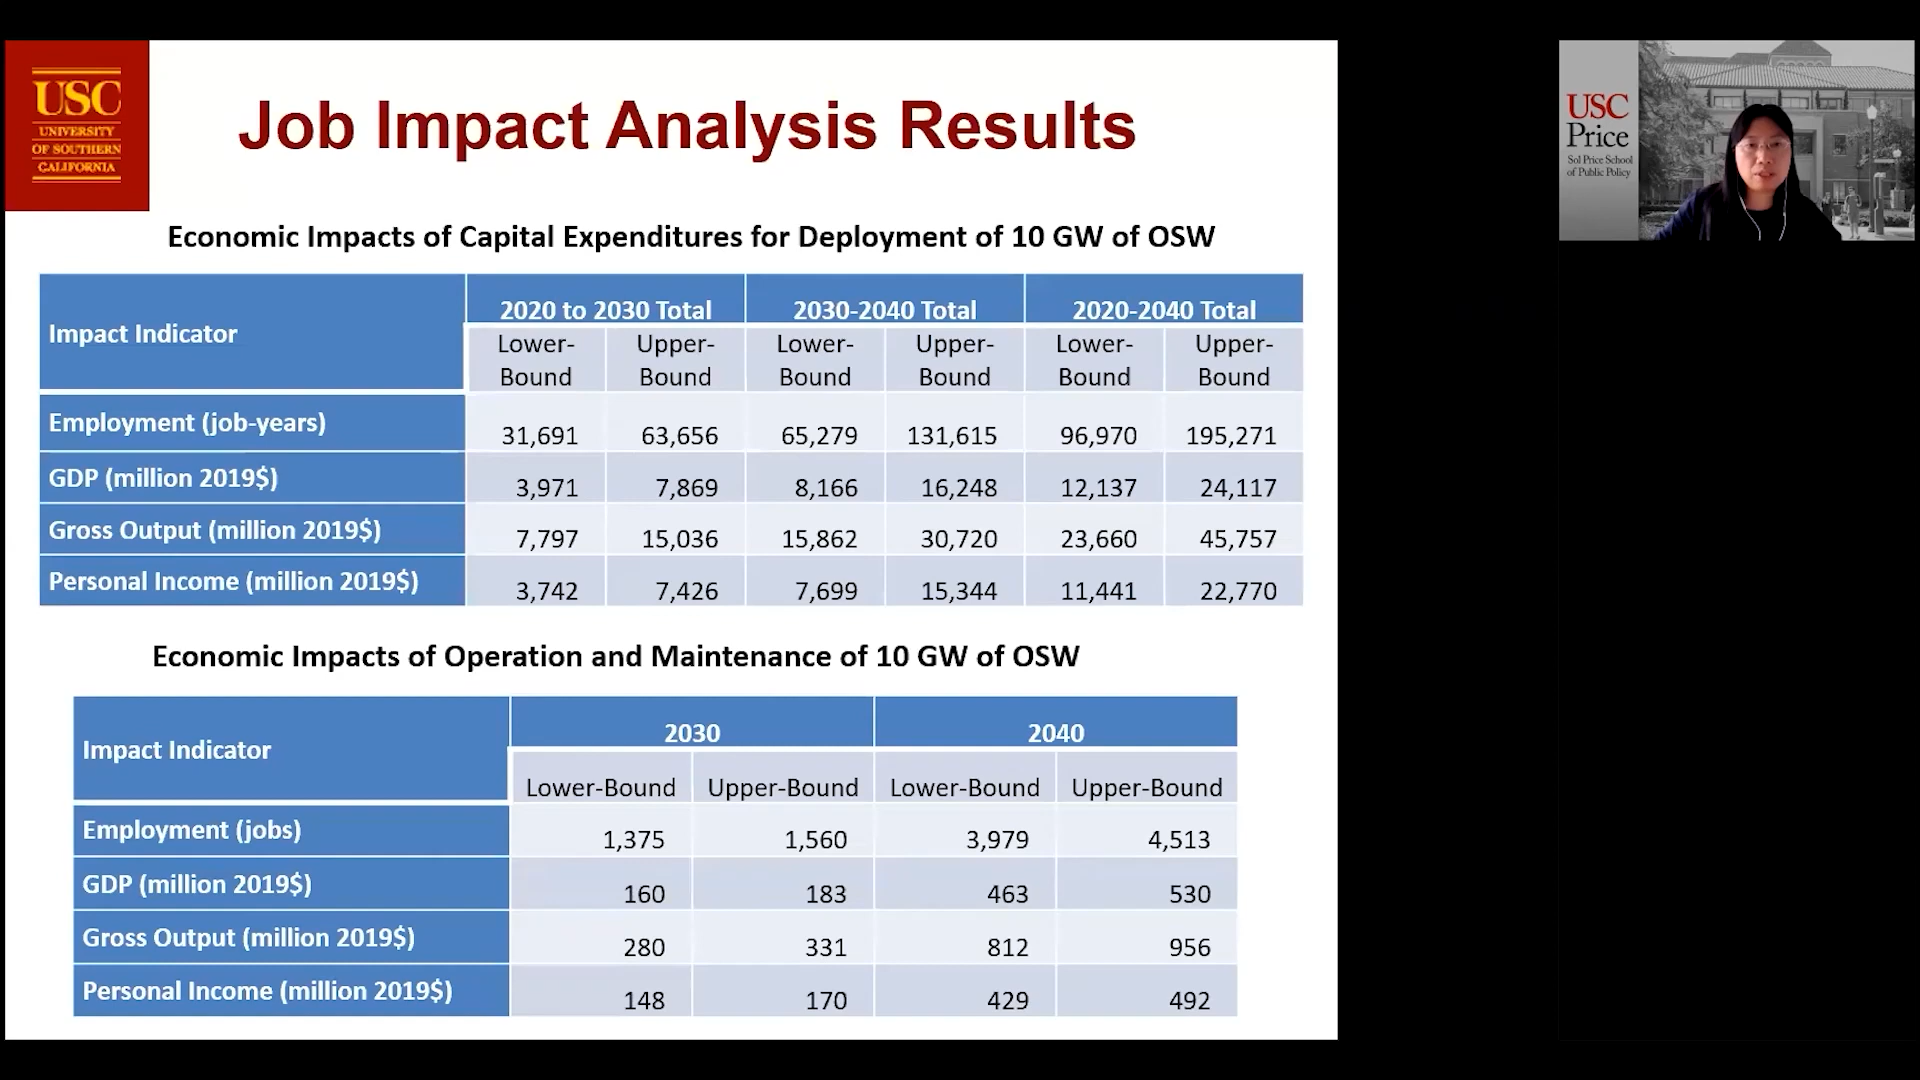 USC
UNIVERSITY
OF SOUTHERN
CALIFORNIA
Job Impact Analysis Results
Economic Impacts of Capital Expenditures for Deployment of 10 GW of OSW
Impact Indicator
2020 to 2030 Total 2030-2040 Total 2020-2040 Total
Lower-Bound Upper-Bound Lower-Bound Upper-Bound Lower-Bound Upper-Bound
Employment (job-years) 31,691 63,656 65,279 131,615 96,970 195,271
GDP (million 2019$) 3,971 7,869 8,166 16,248 12,137 24,117
Gross Output (million 2019$) 7,797 15,036 15,862 30,720 23,660 45,757
Personal Income (million 2019$) 3,742 7,426 7,699 15,344 11,441 22,770
Economic Impacts of Operation and Maintenance of 10 GW of OSW
Impact Indicator
2030 2040
Lower-Bound Upper-Bound Lower-Bound Upper-Bound
Employment (jobs) 1,375 1,560 3,979 4,513
GDP (million 2019$) 160 183 463 530
Gross Output (million 2019$) 280 331 812 956
Personal Income (million 2019$) 148 170 429 492
USC
Price
Sol Price School
of Public Policy